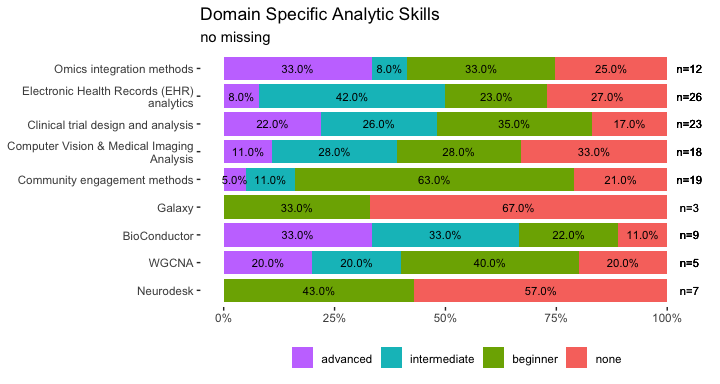 Domain Specific Analytic Skills
no missing
Omics integration methods 33.0% 8.0% 33.0% 25.0% n=12
Electronic Health Records (EHR)
analytics 8.0% 42.0% 23.0% 27.0% n=26
Clinical trial design and analysis 22.0% 26.0% 35.0% 17.0% n=23
Computer Vision & Medical Imaging
Analysis 11.0% 28.0% 28.0% 33.0% n=18
Community engagement methods 5.0% 11.0% 63.0% 21.0% n=19
Galaxy 33.0% 67.0% n=3
BioConductor 33.0% 33.0% 22.0% 11.0% n=9
WGCNA 20.0% 20.0% 40.0% 20.0% n=5
Neurodesk 43.0% 57.0% n=7
0% 25% 50% 75% 100%
advanced intermediate beginner none